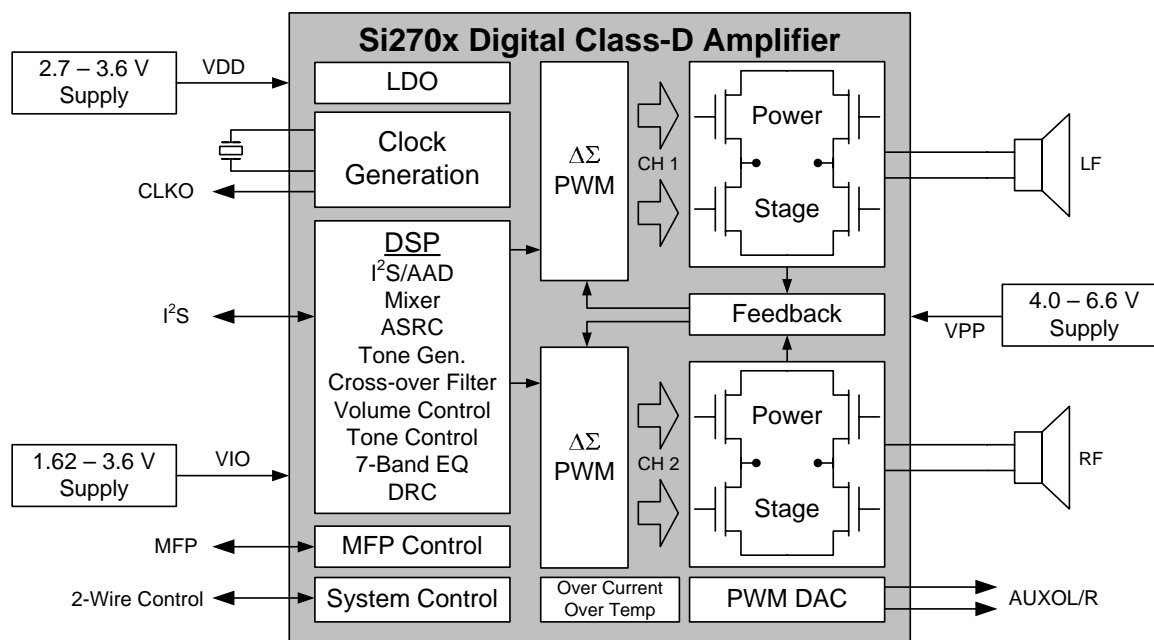 Si270x Digital Class-D Amplifier
2.7 – 3.6 V
Supply
VDD
LDO
Clock
Generation
CLKO
DSP
I²S/AAD
Mixer
ASRC
Tone Gen.
Cross-over Filter
Volume Control
Tone Control
7-Band EQ
DRC
I²S
1.62 – 3.6 V
Supply
VIO
MFP
MFP Control
2-Wire Control
System Control
ΔΣ
PWM
CH 1
Power
Stage
LF
Feedback
VPP
4.0 – 6.6 V
Supply
ΔΣ
PWM
CH 2
Power
Stage
RF
Over Current
Over Temp
PWM DAC
AUXOL/R